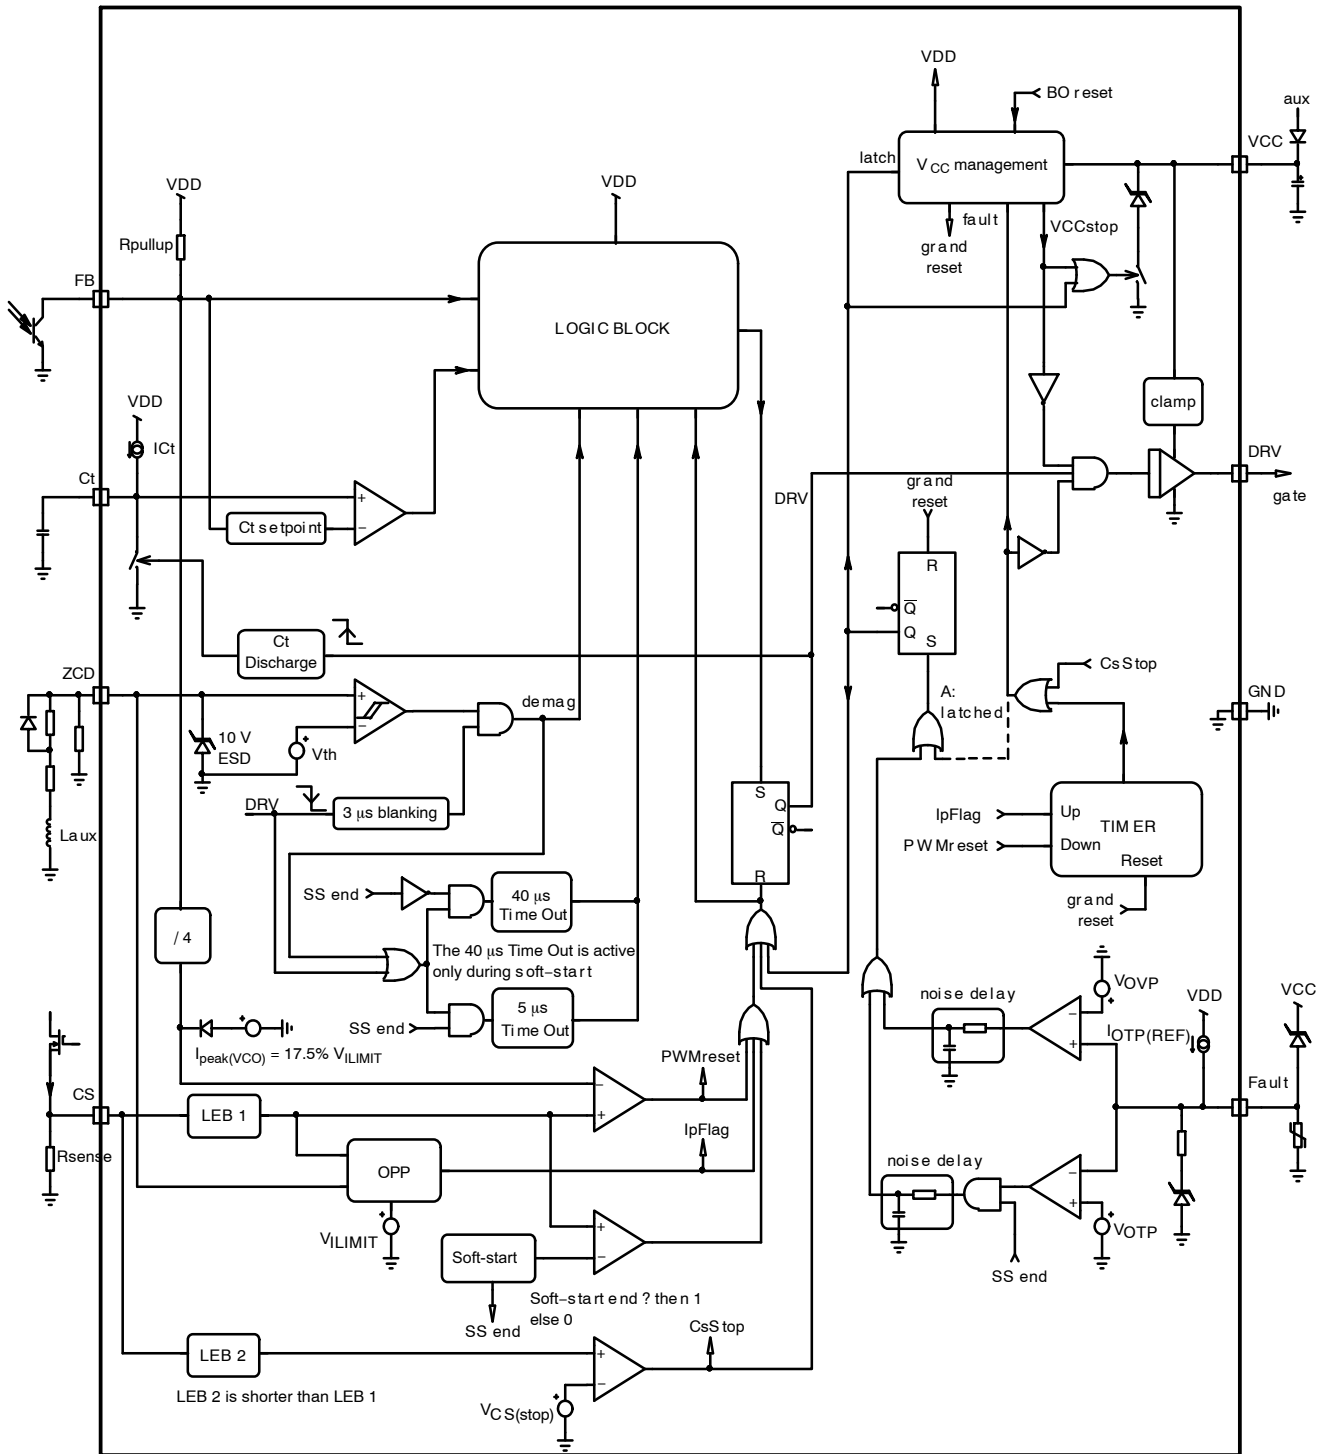 VDD
BO reset
aux
VCC
latch
VCC management
VDD
VDD
fault
VCCstop
grand
reset
Rpullup
FB
LOGIC BLOCK
VDD
clamp
ICt
Ct
DRV
grand
reset
DRV
gate
+
−
Ct setpoint
R
Q
Q
S
Ct
Discharge
CsStop
ZCD
demag
A:
latched
GND
+
−
10 V
ESD
+
Vth
S
Q
Q
R
DRV
3 μs blanking
IpFlag
Up
TIMER
PWMreset
Down
Reset
Laux
SS end
40 μs
Time Out
grand
reset
/ 4
The 40 μs Time Out is active
only during soft−start
VOVP
noise delay
VDD
VCC
SS end
5 μs
Time Out
IOTP(REF)
−
+
+
+
Ipeak(VCO) = 17.5% VILIMIT
PWMreset
CS
Fault
LEB 1
−
+
IpFlag
Rsense
OPP
noise delay
−
+
+
VILIMIT
+
+
−
VOTP
Soft-start
SS end
Soft−start end ? then 1
else 0
SS end
CsStop
LEB 2
+
−
LEB 2 is shorter than LEB 1
+
VCS(stop)